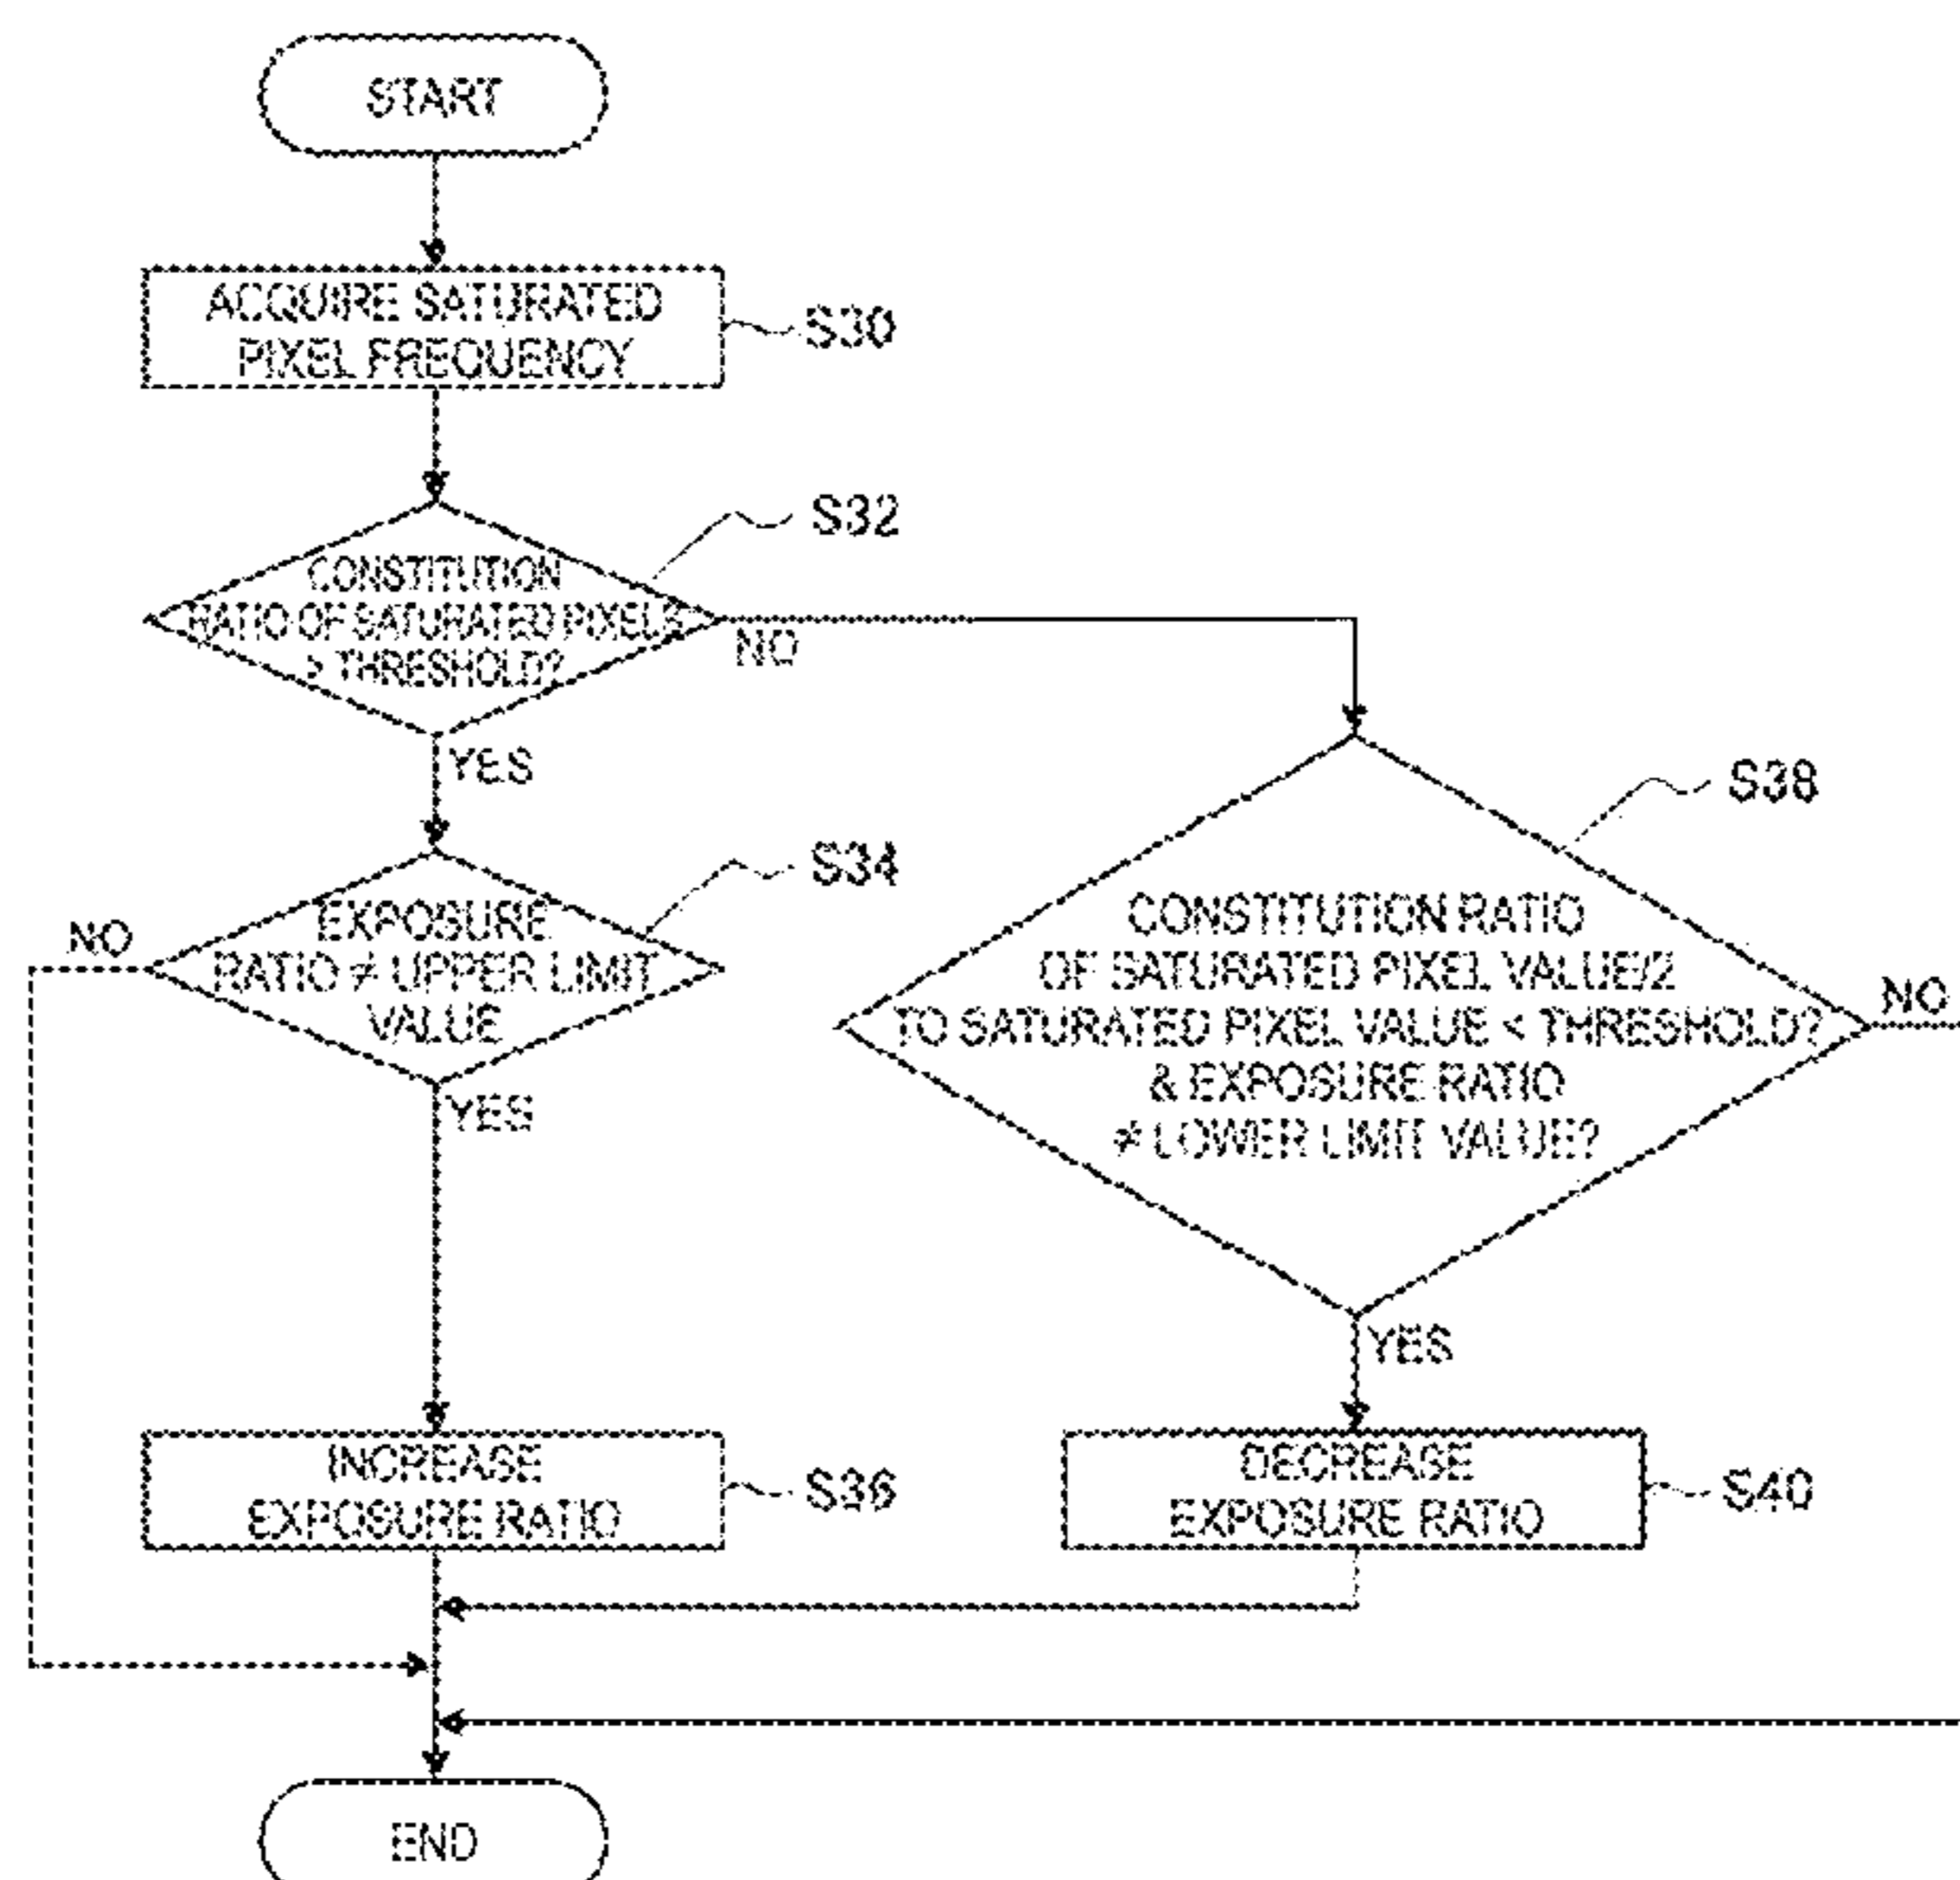 START
ACQUIRE SATURATED
PIXEL FREQUENCY
S30
S32
CONSTITUTION
RATIO OF SATURATED PIXELS
> THRESHOLD?
NO
YES
S34
EXPOSURE
RATIO ≠ UPPER LIMIT
VALUE
NO
YES
S38
CONSTITUTION RATIO
OF SATURATED PIXEL VALUE/2
TO SATURATED PIXEL VALUE < THRESHOLD?
& EXPOSURE RATIO
≠ LOWER LIMIT VALUE?
NO
YES
INCREASE
EXPOSURE RATIO
S36
DECREASE
EXPOSURE RATIO
S40
END